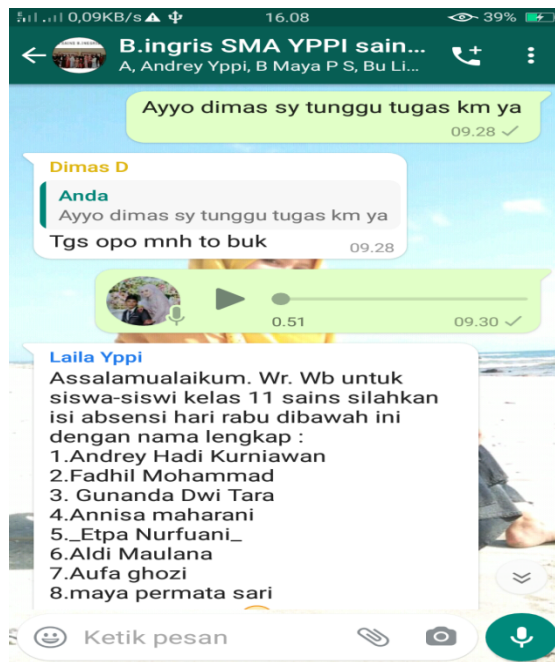 0,09KB/s 16.08 39%
B.ingris SMA YPPI sain...
A, Andrey Yppi, B Maya P S, Bu Li...
Ayyo dimas sy tunggu tugas km ya
09.28
Dimas D
Anda
Ayyo dimas sy tunggu tugas km ya
Tgs opo mnh to buk
09.28
0.51 09.30
Laila Yppi
Assalamualaikum. Wr. Wb untuk
siswa-siswi kelas 11 sains silahkan
isi absensi hari rabu dibawah ini
dengan nama lengkap :
1.Andrey Hadi Kurniawan
2.Fadhil Mohammad
3. Gunanda Dwi Tara
4.Annisa maharani
5._Etpa Nurfuani_
6.Aldi Maulana
7.Aufa ghozi
8.maya permata sari
Ketik pesan